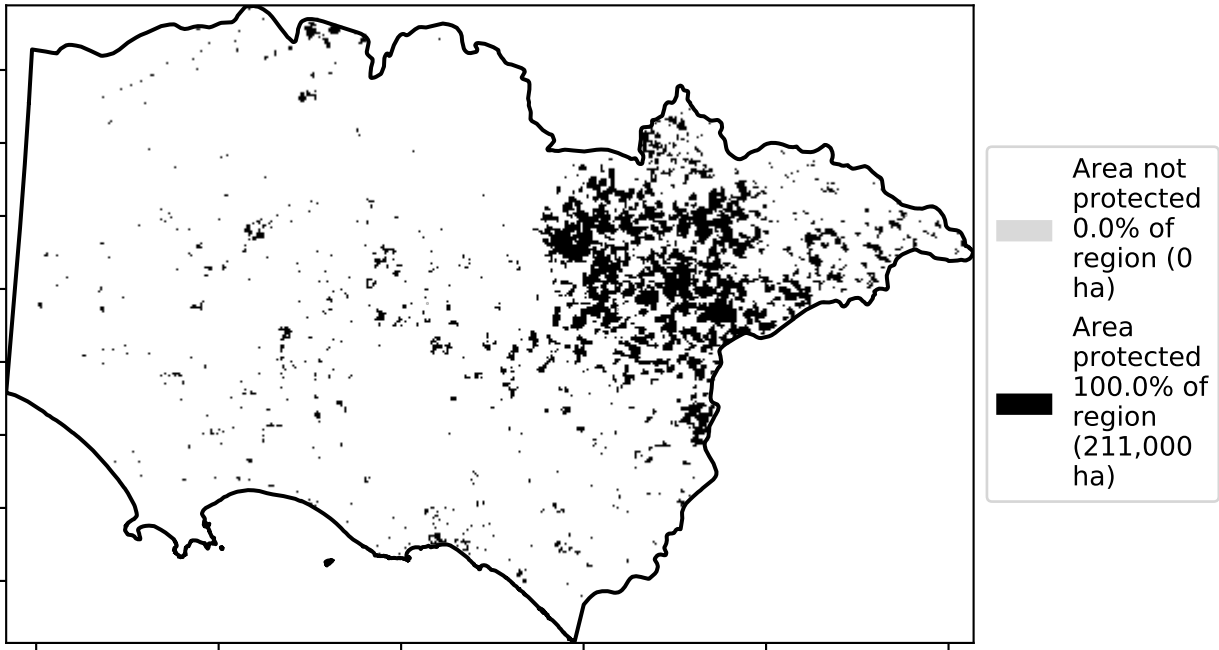 Area not
protected
0.0% of
region (0
ha)
Area
protected
100.0% of
region
(211,000
ha)